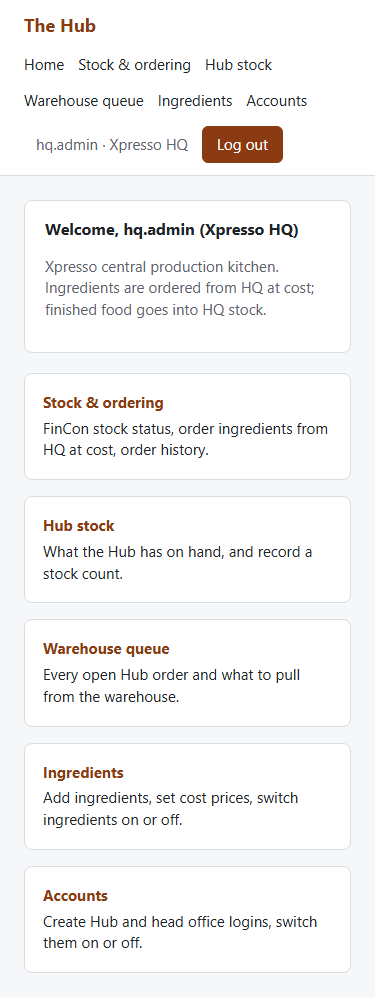 The Hub
Home Stock & ordering Hub stock
Warehouse queue Ingredients Accounts
hq.admin · Xpresso HQ Log out
Welcome, hq.admin (Xpresso HQ)
Xpresso central production kitchen.
Ingredients are ordered from HQ at cost;
finished food goes into HQ stock.
Stock & ordering
FinCon stock status, order ingredients from
HQ at cost, order history.
Hub stock
What the Hub has on hand, and record a
stock count.
Warehouse queue
Every open Hub order and what to pull
from the warehouse.
Ingredients
Add ingredients, set cost prices, switch
ingredients on or off.
Accounts
Create Hub and head office logins, switch
them on or off.